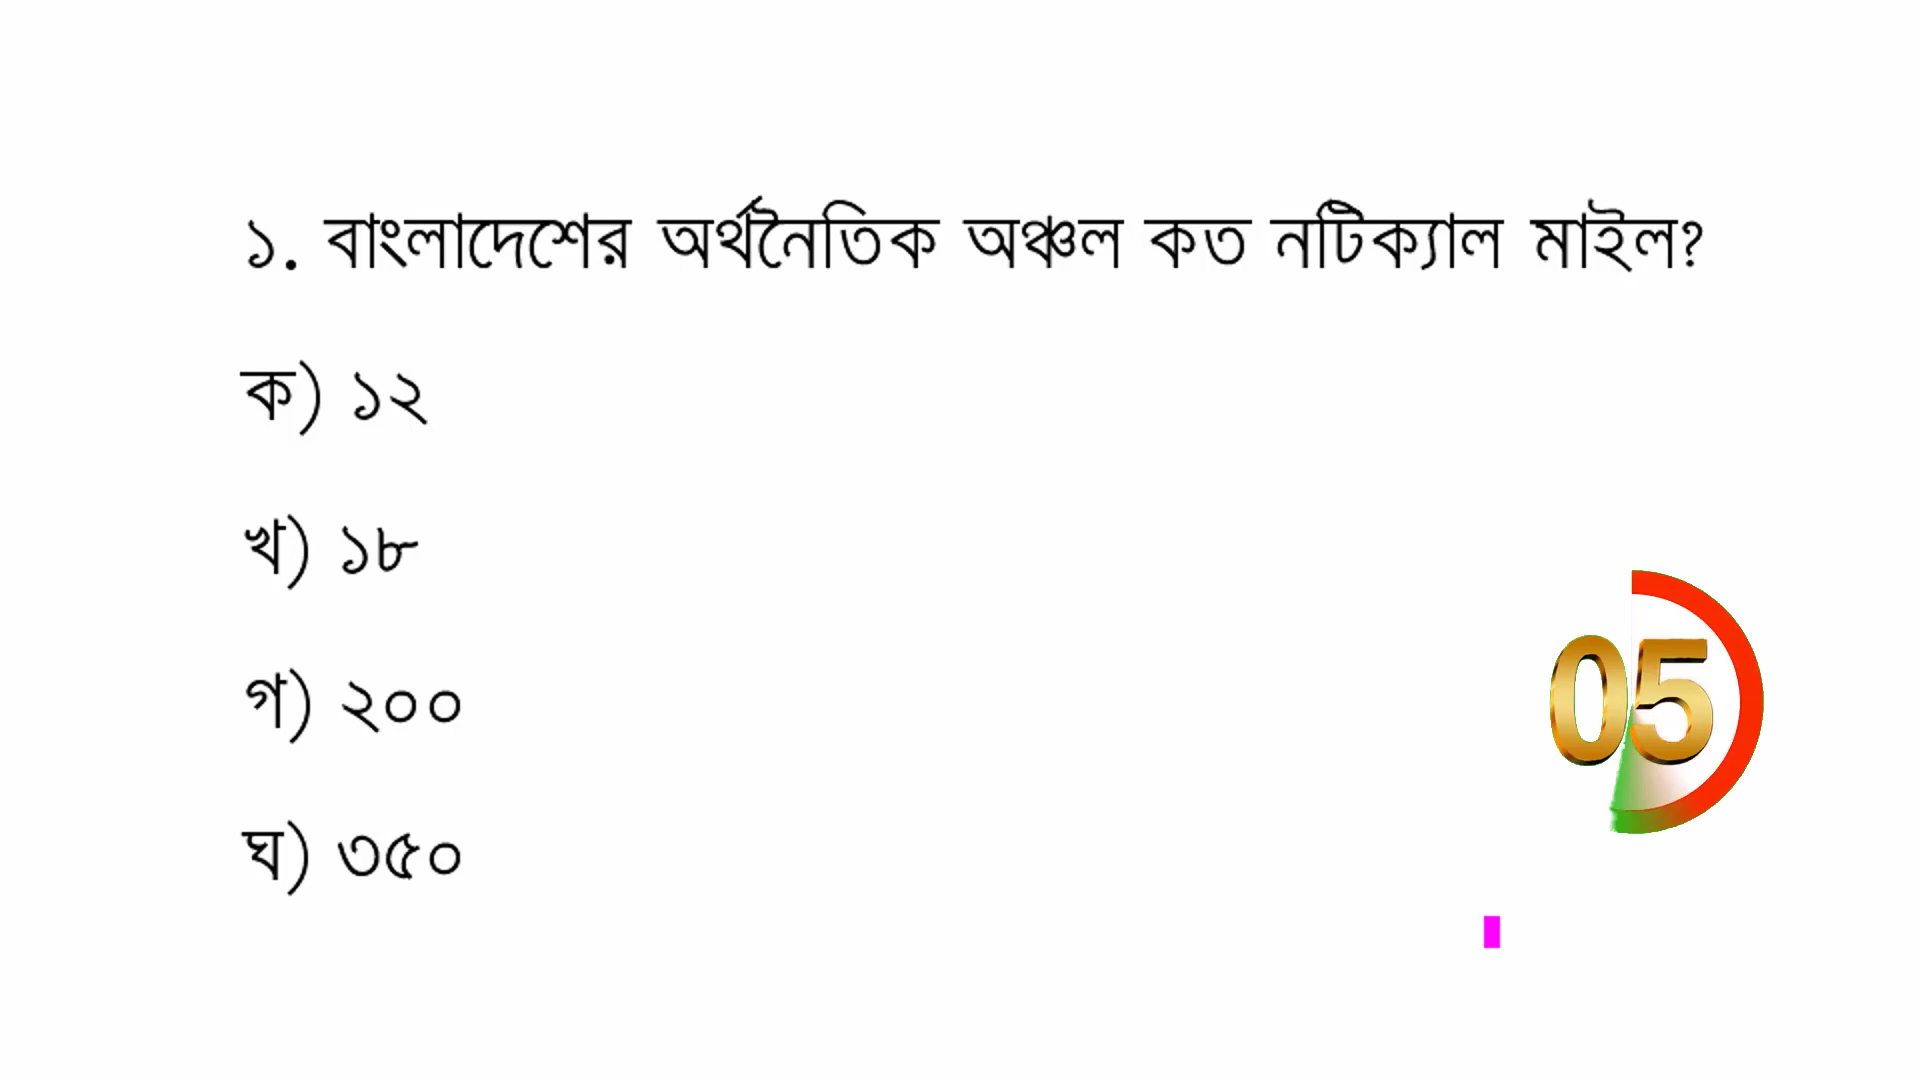 ১. বাংলাদেশের অর্থনৈতিক অঞ্চল কত নটিক্যাল মাইল?
ক) ১২
খ) ১৮
গ) ২০০
ঘ) ৩৫০
05